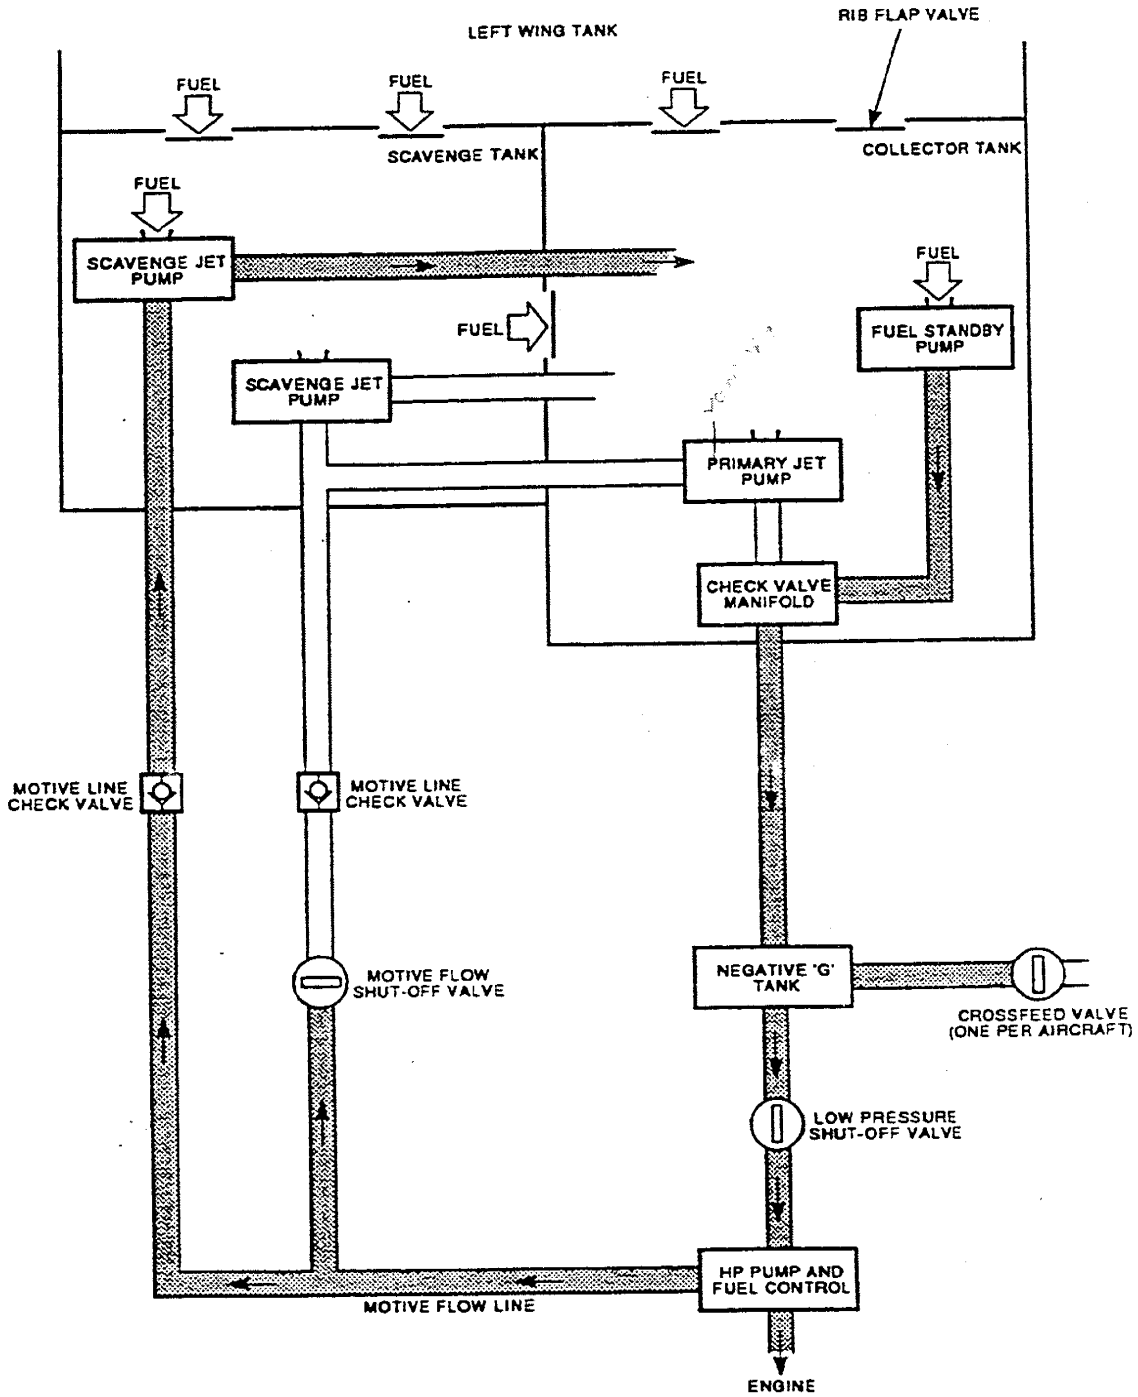 RIB FLAP VALVE
LEFT WING TANK
FUEL
FUEL
FUEL
SCAVENGE TANK
COLLECTOR TANK
FUEL
SCAVENGE JET
PUMP
FUEL
FUEL
FUEL STANDBY
PUMP
SCAVENGE JET
PUMP
PRIMARY JET
PUMP
CHECK VALVE
MANIFOLD
MOTIVE LINE
CHECK VALVE
MOTIVE LINE
CHECK VALVE
MOTIVE FLOW
SHUT-OFF VALVE
NEGATIVE 'G'
TANK
CROSSFEED VALVE
(ONE PER AIRCRAFT)
LOW PRESSURE
SHUT-OFF VALVE
HP PUMP AND
FUEL CONTROL
MOTIVE FLOW LINE
ENGINE